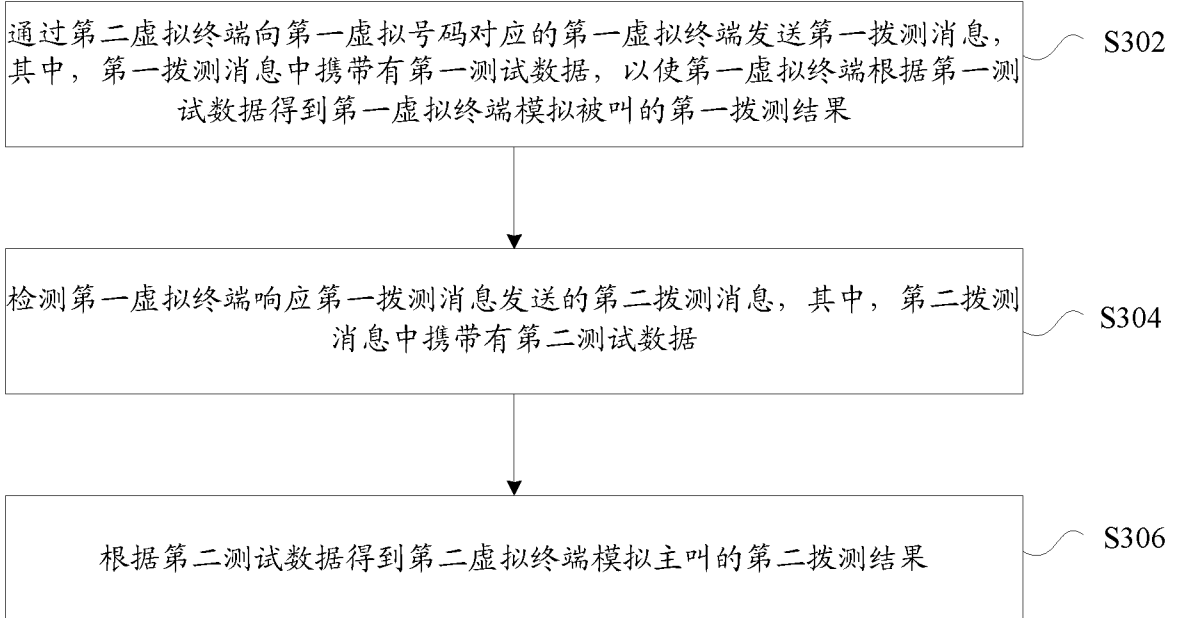 通过第二虚拟终端向第一虚拟号码对应的第一虚拟终端发送第一拨测消息，
其中，第一拨测消息中携带有第一测试数据，以使第一虚拟终端根据第一测
试数据得到第一虚拟终端模拟被叫的第一拨测结果
S302
检测第一虚拟终端响应第一拨测消息发送的第二拨测消息，其中，第二拨测
消息中携带有第二测试数据
S304
根据第二测试数据得到第二虚拟终端模拟主叫的第二拨测结果
S306